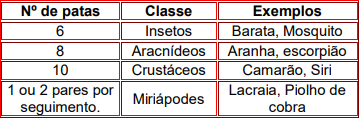 Nº de patas Classe Exemplos
6 Insetos Barata, Mosquito
8 Aracnídeos Aranha, escorpião
10 Crustáceos Camarão, Siri
1 ou 2 pares por seguimento. Miriápodes Lacraia, Piolho de cobra